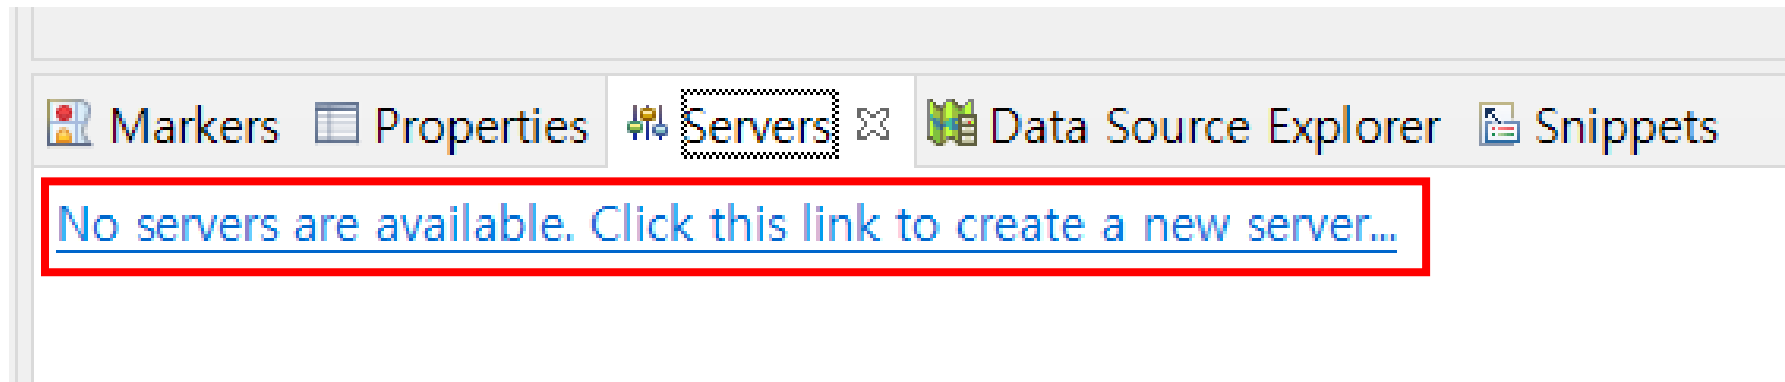 Markers Properties Servers Data Source Explorer Snippets
No servers are available. Click this link to create a new server...